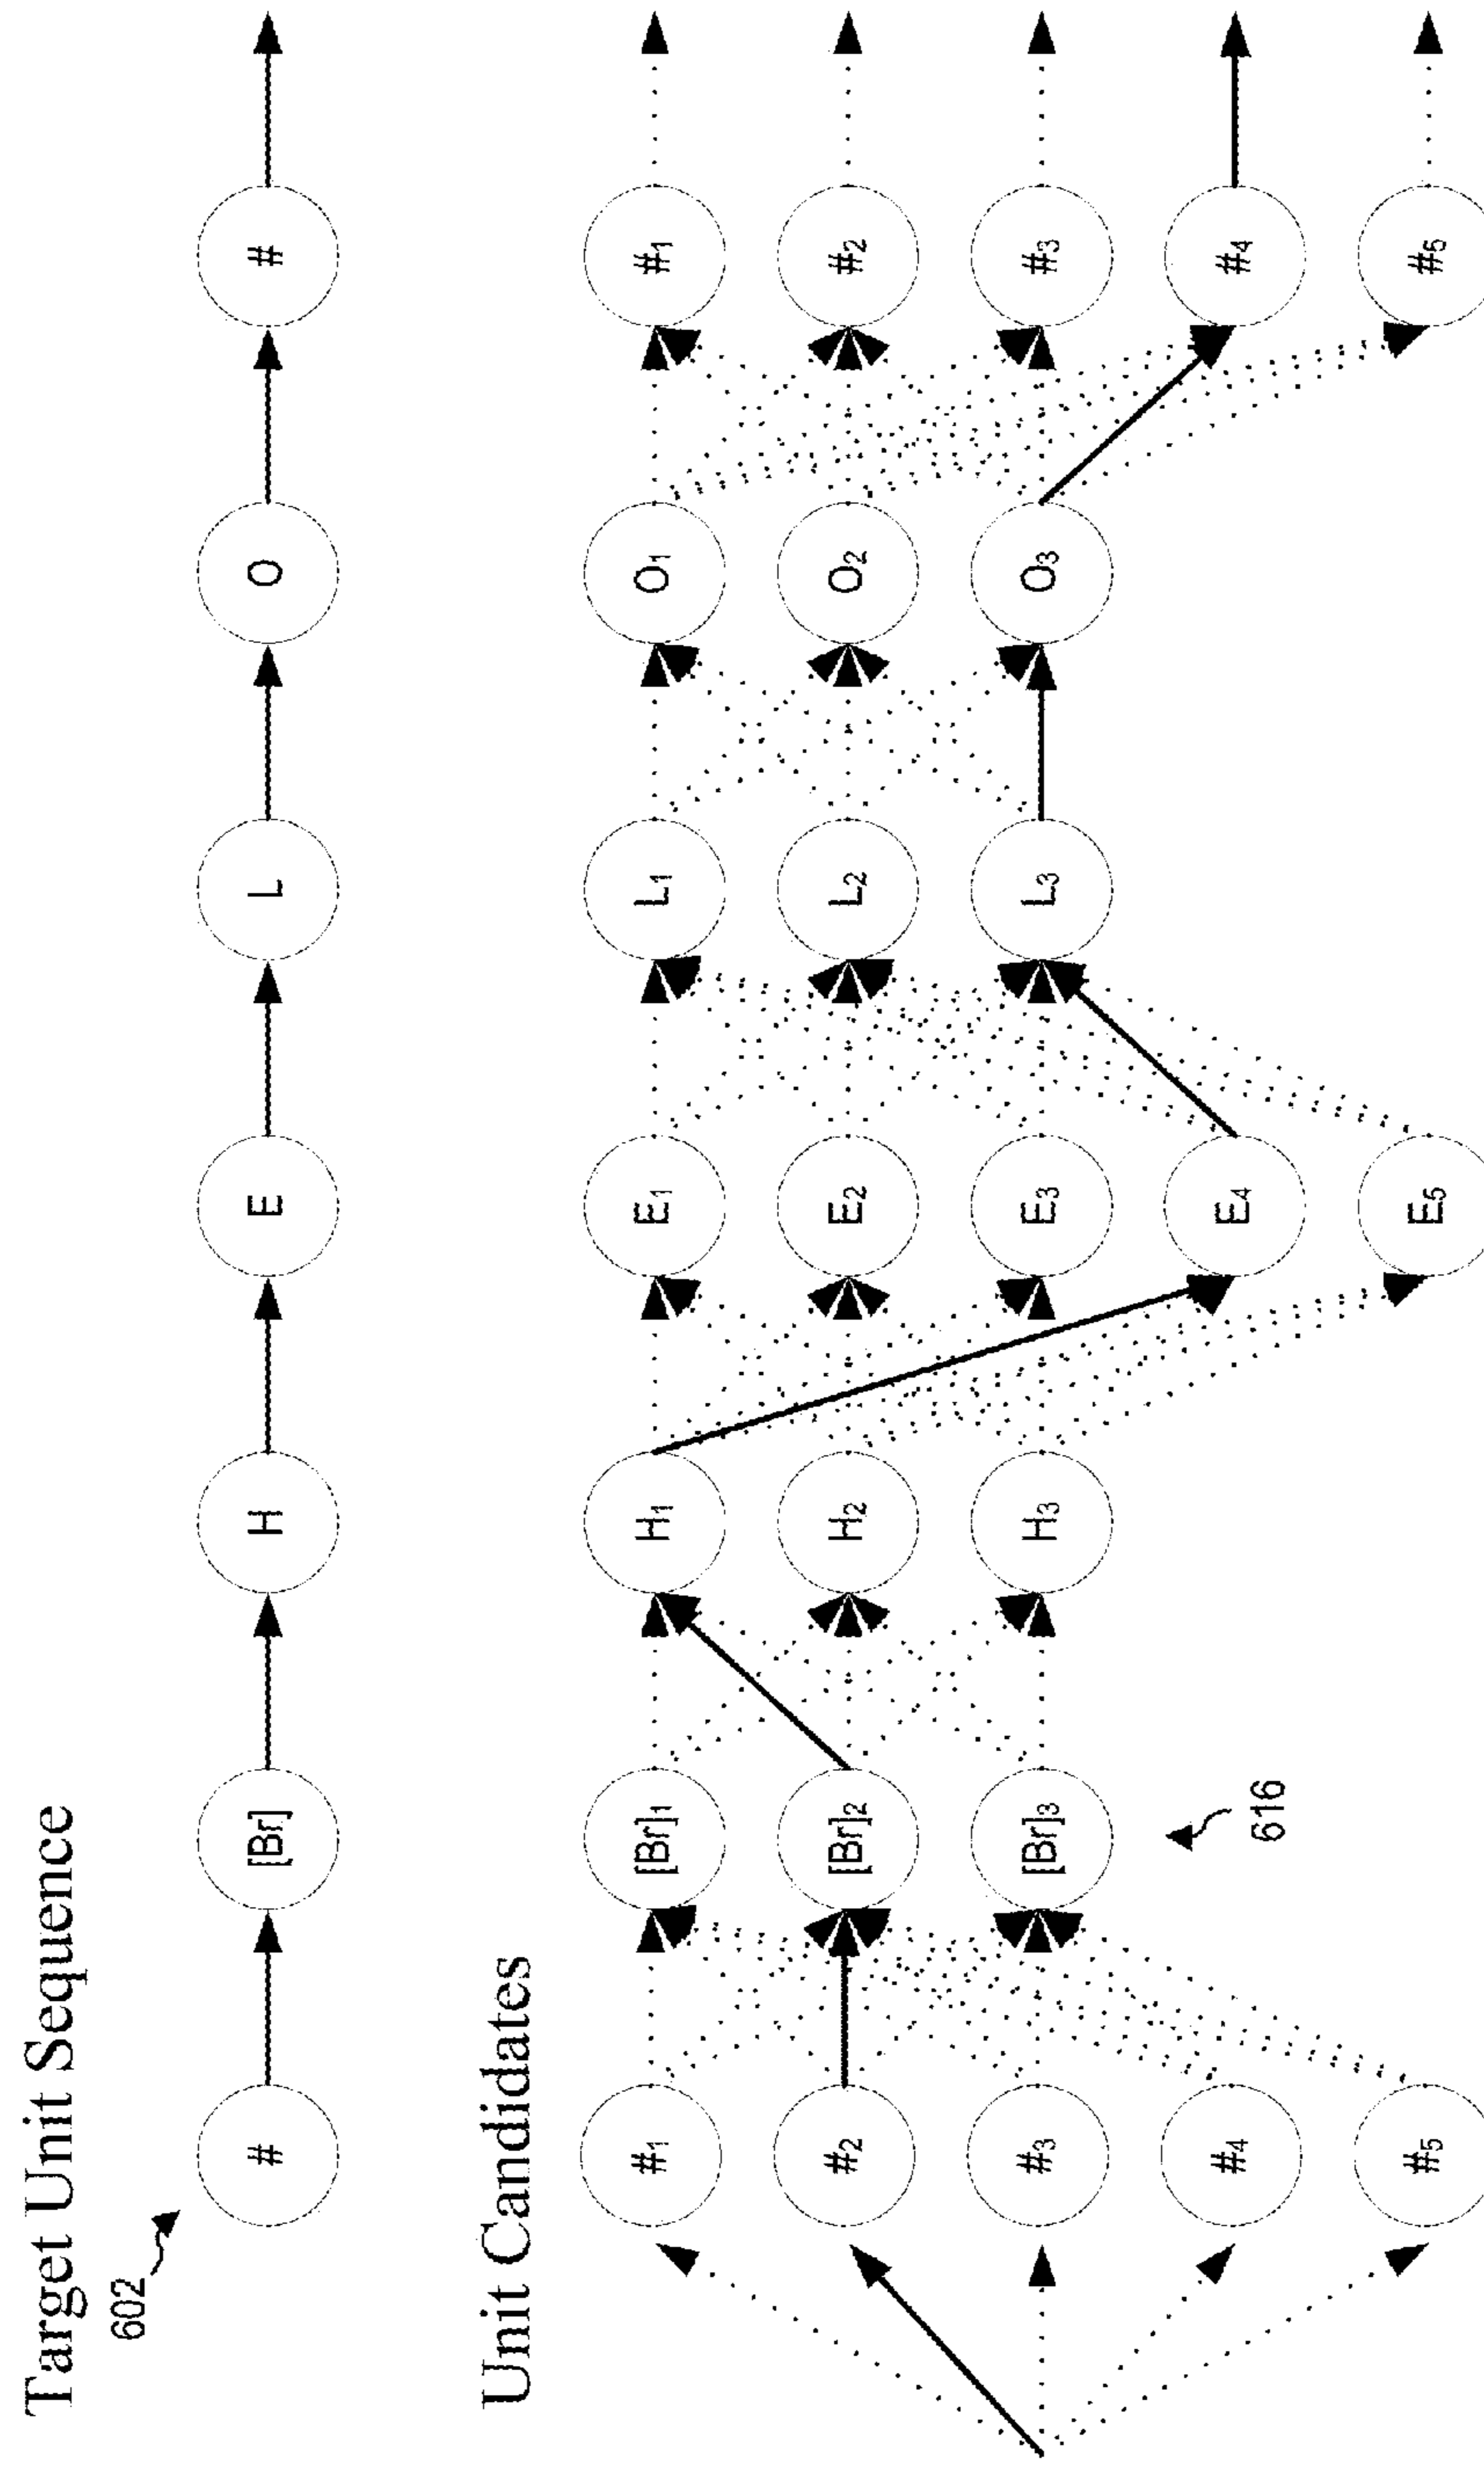 Target Unit Sequence
602
# [Br] H E L O #
Unit Candidates
#₁ [Br]₁ H₁ E₁ L₁ O₁ #₁
#₂ [Br]₂ H₂ E₂ L₂ O₂ #₂
#₃ [Br]₃ H₃ E₃ L₃ O₃ #₃
#₄ E₄ #₄
616
#₅ E₅ #₅